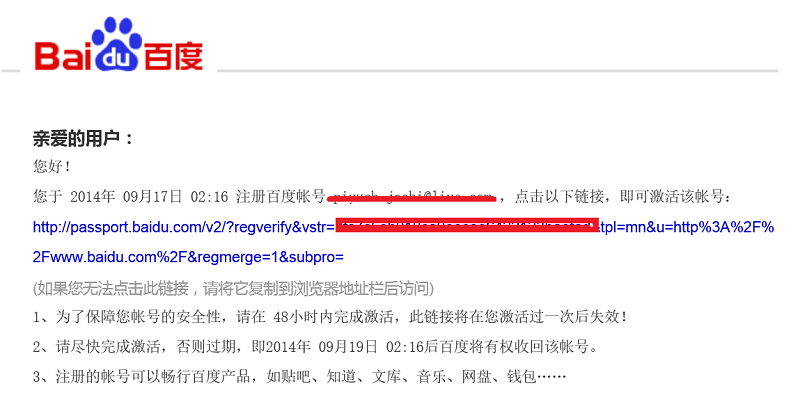 Bai du 百度
亲爱的用户：
您好！
您于 2014年 09月17日 02:16 注册百度帐号 ，点击以下链接，即可激活该帐号：
http://passport.baidu.com/v2/?regverify&vstr= tpl=mn&u=http%3A%2F%
2Fwww.baidu.com%2F&regmerge=1&subpro=
(如果您无法点击此链接，请将它复制到浏览器地址栏后访问)
1、为了保障您帐号的安全性，请在 48小时内完成激活，此链接将在您激活过一次后失效！
2、请尽快完成激活，否则过期，即2014年 09月19日 02:16后百度将有权收回该帐号。
3、注册的帐号可以畅行百度产品，如贴吧、知道、文库、音乐、网盘、钱包……